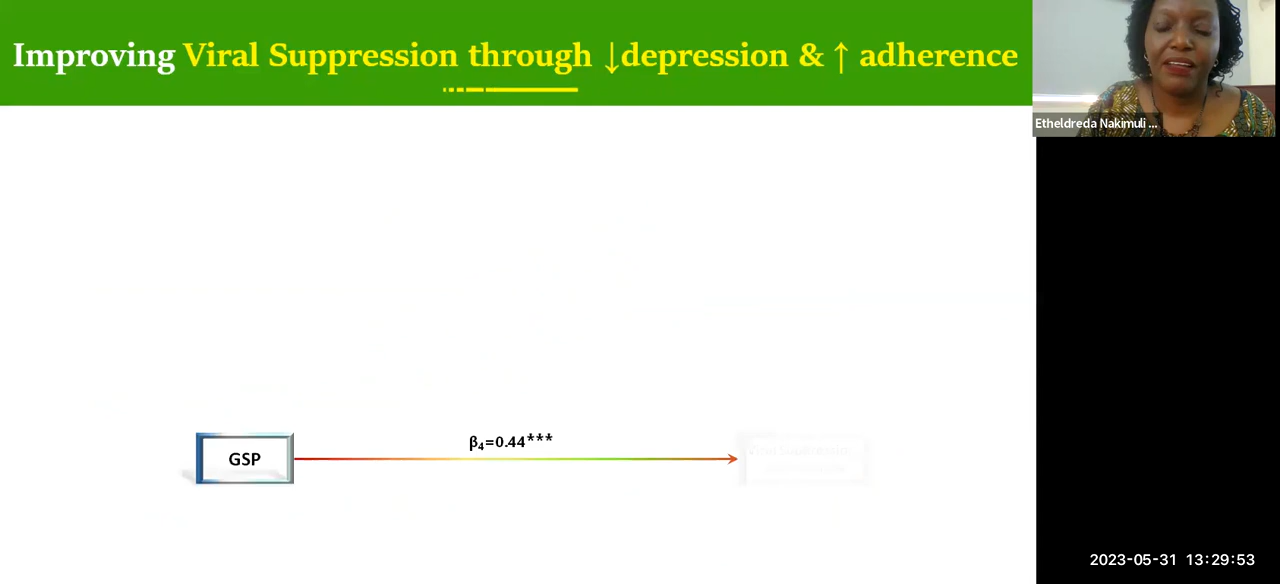 Improving Viral Suppression through ↓depression & ↑ adherence
Etheldreda Nakimuli ...
β₄=0.44***
GSP
2023-05-31 13:29:53